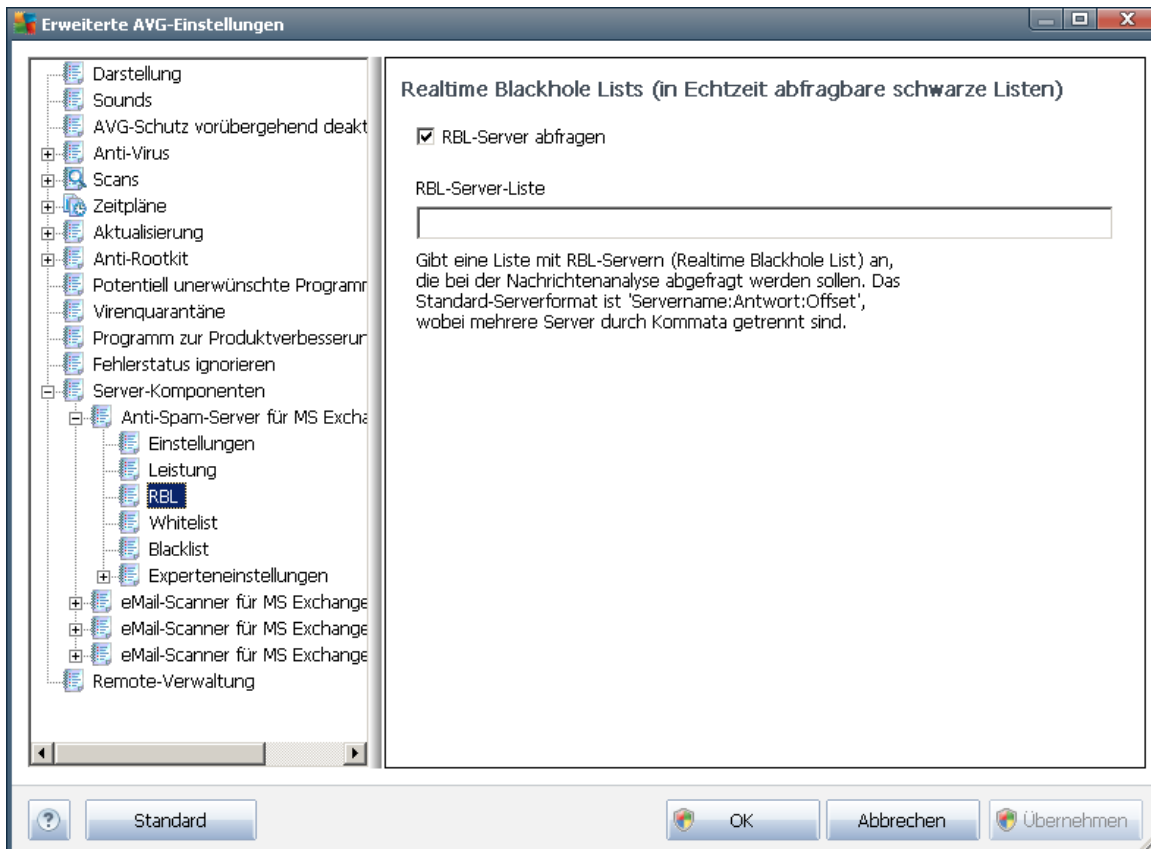 Erweiterte AVG-Einstellungen
Darstellung
Sounds
AVG-Schutz vorübergehend deakt
Anti-Virus
Scans
Zeitpläne
Aktualisierung
Anti-Rootkit
Potentiell unerwünschte Programm
Virenquarantäne
Programm zur Produktverbesserun
Fehlerstatus ignorieren
Server-Komponenten
Anti-Spam-Server für MS Excha
Einstellungen
Leistung
RBL
Whitelist
Blacklist
Experteneinstellungen
eMail-Scanner für MS Exchange
eMail-Scanner für MS Exchange
eMail-Scanner für MS Exchange
Remote-Verwaltung
Realtime Blackhole Lists (in Echtzeit abfragbare schwarze Listen)
RBL-Server abfragen
RBL-Server-Liste
Gibt eine Liste mit RBL-Servern (Realtime Blackhole List) an,
die bei der Nachrichtenanalyse abgefragt werden sollen. Das
Standard-Serverformat ist 'Servername:Antwort:Offset',
wobei mehrere Server durch Kommata getrennt sind.
?
Standard
OK
Abbrechen
Übernehmen